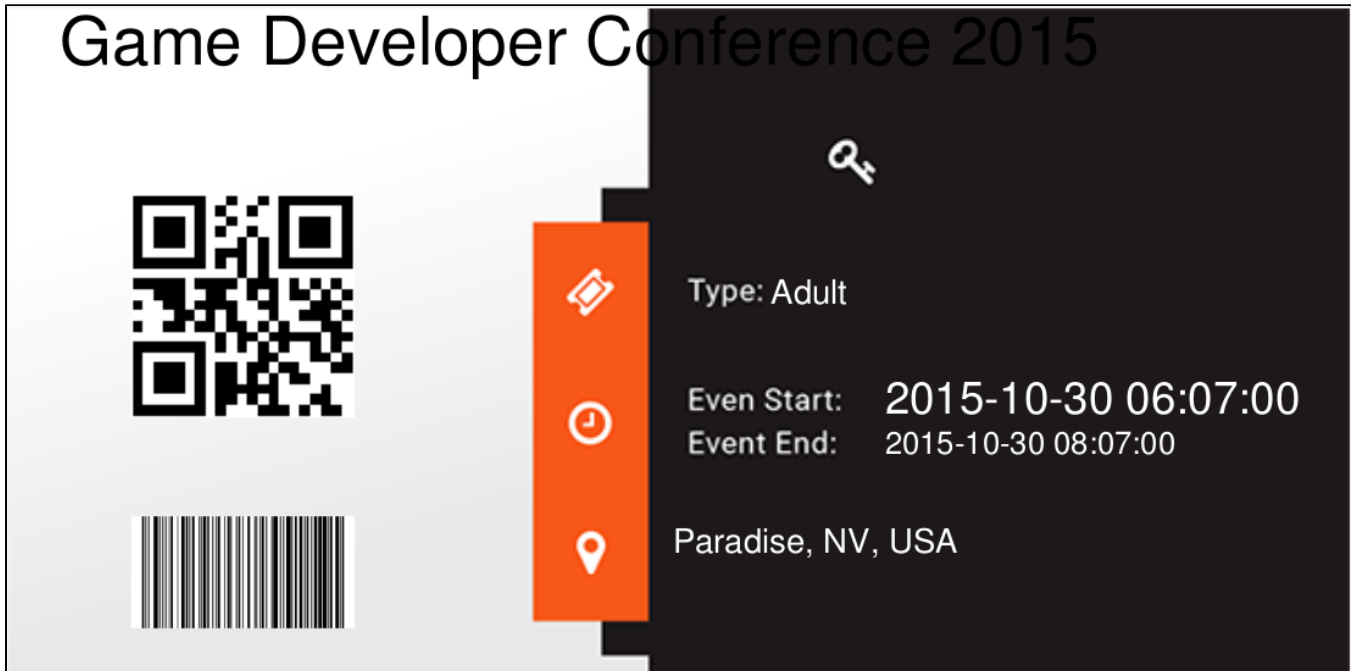 Game Developer Conference 2015
Type: Adult
Even Start: 2015-10-30 06:07:00
Event End: 2015-10-30 08:07:00
Paradise, NV, USA